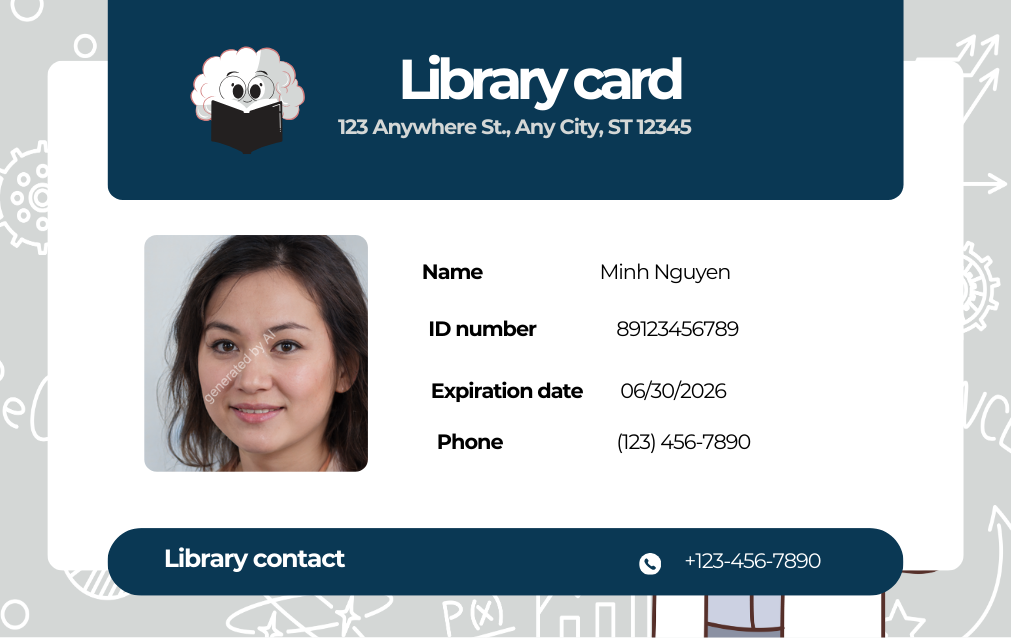 Library card
123 Anywhere St., Any City, ST 12345
Name Minh Nguyen
ID number 89123456789
generated by AI
Expiration date 06/30/2026
Phone (123) 456-7890
Library contact +123-456-7890
P(x)